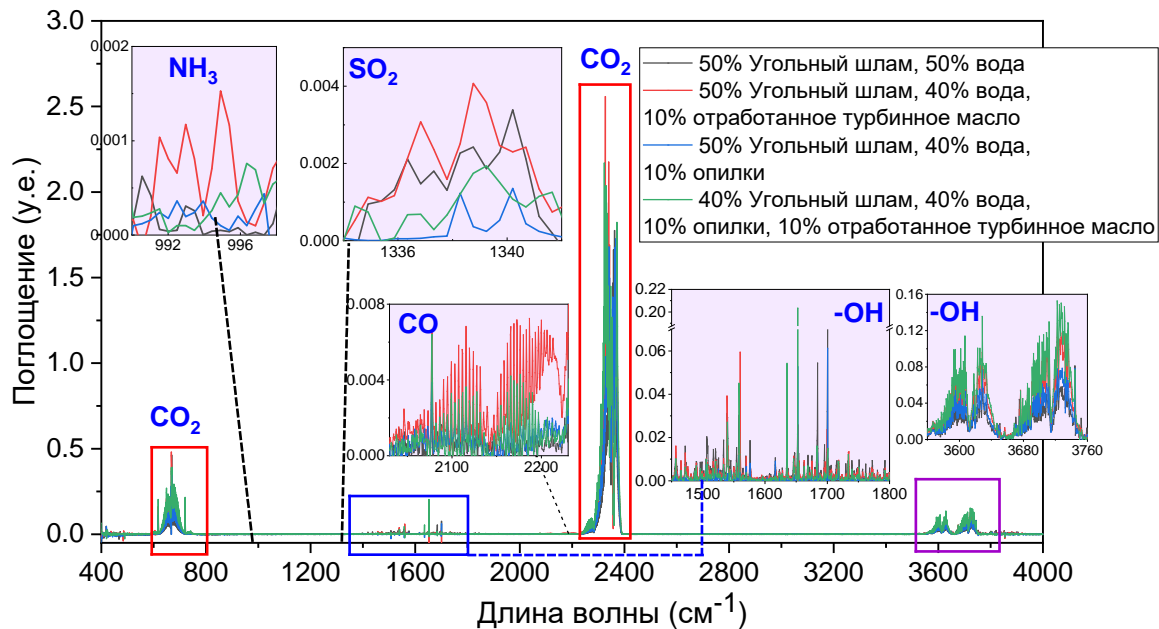 Поглощение (у.е.)
3.0
2.5
2.0
1.5
1.0
0.5
0.0
400 800 1200 1600 2000 2400 2800 3200 3600 4000
Длина волны (см-1)
NH3
0.002
0.001
0.000
992 996
SO2
0.004
0.002
0.000
1336 1340
CO2
50% Угольный шлам, 50% вода
50% Угольный шлам, 40% вода,
10% отработанное турбинное масло
50% Угольный шлам, 40% вода,
10% опилки
40% Угольный шлам, 40% вода,
10% опилки, 10% отработанное турбинное масло
CO
0.008
0.004
0.000
2100 2200
-OH
0.22
0.20
0.06
0.04
0.02
0.00
1500 1600 1700 1800
-OH
0.16
0.12
0.08
0.04
0.00
3600 3680 3760
CO2